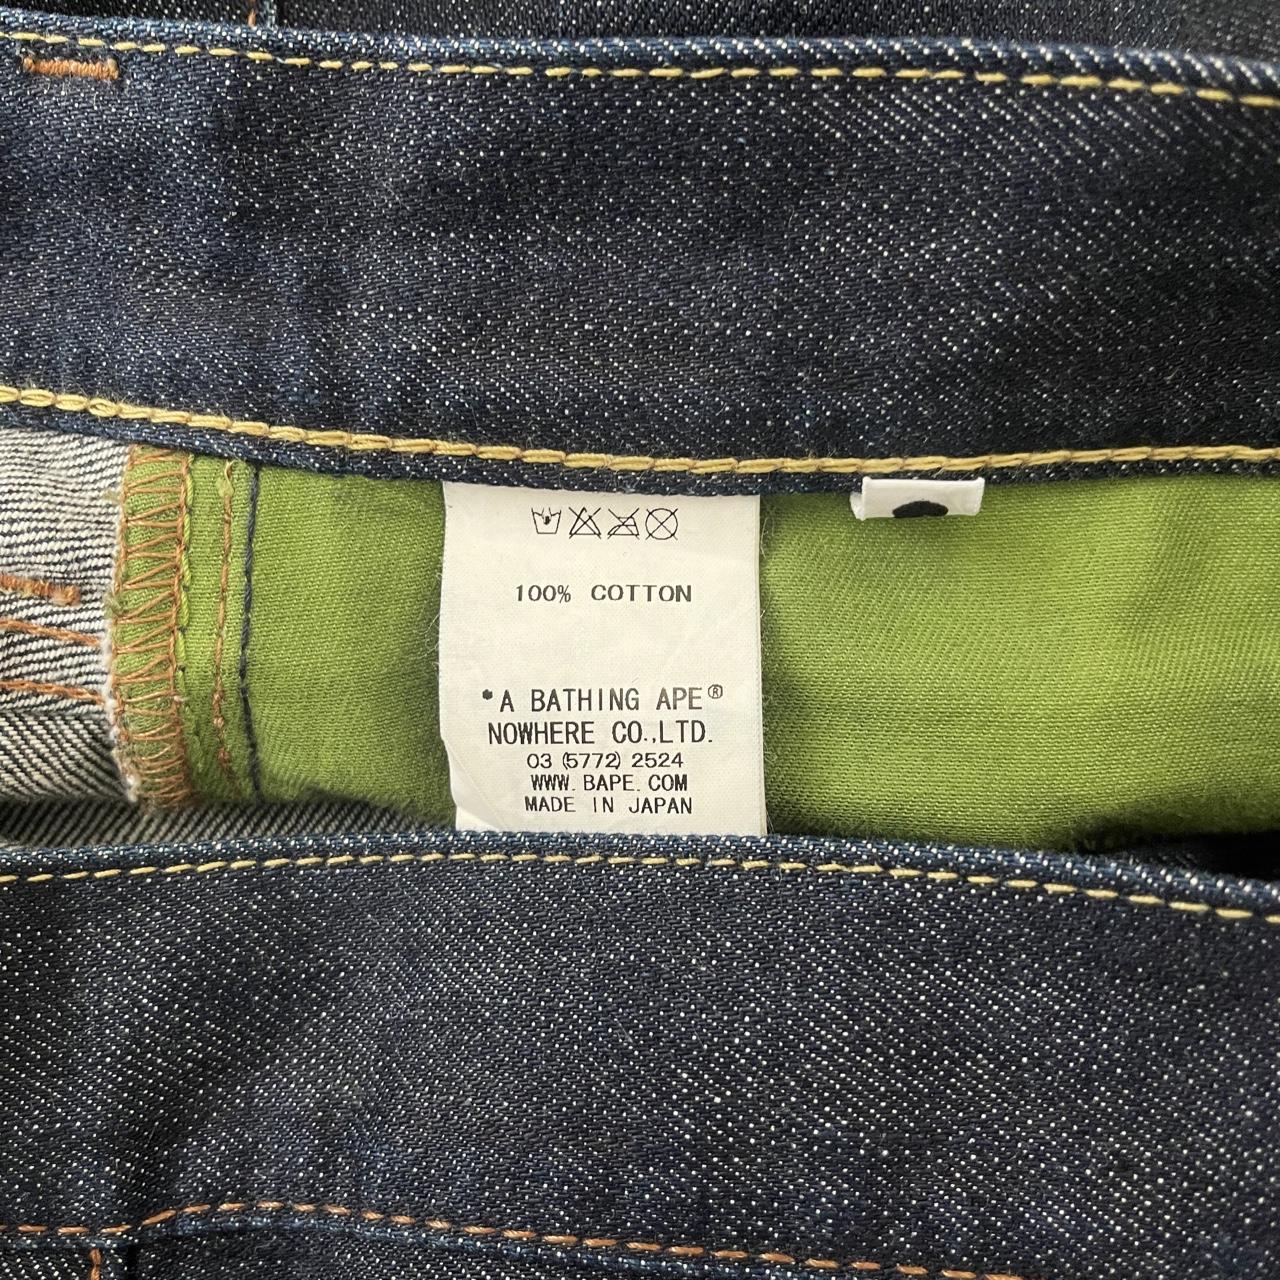 100% COTTON
*A BATHING APE®
NOWHERE CO.,LTD.
03 (5772) 2524
WWW.BAPE.COM
MADE IN JAPAN